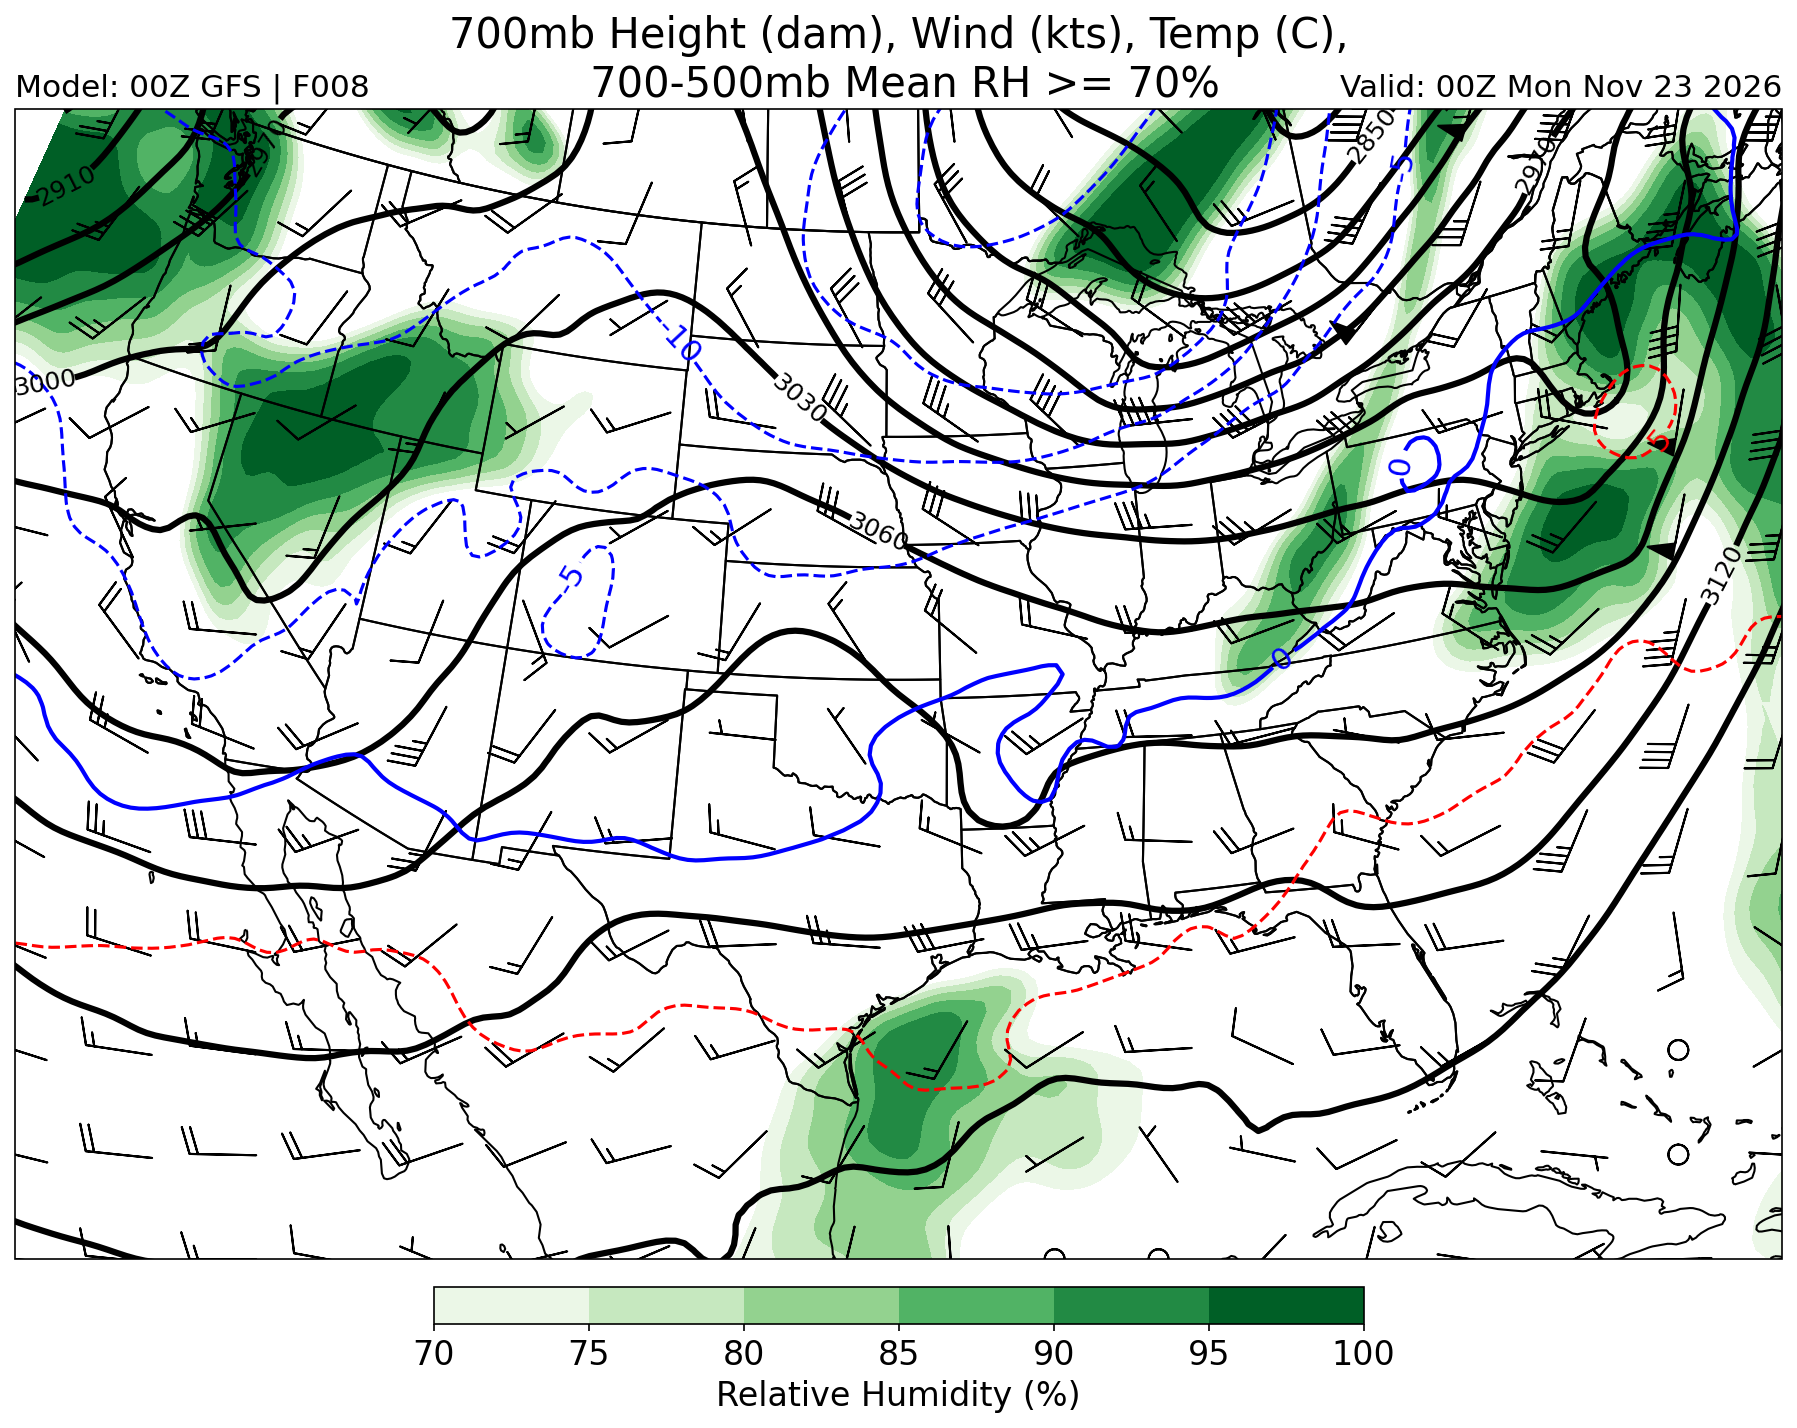 700mb Height (dam), Wind (kts), Temp (C),
700-500mb Mean RH >= 70%
Model: 00Z GFS | F008
Valid: 00Z Mon Nov 23 2026
2910
2970
2850
2970
-5
3000
-10
3030
5
0
3060
-5
3120
0
70 75 80 85 90 95 100
Relative Humidity (%)